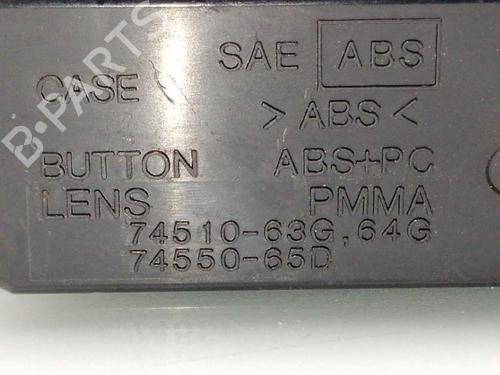 SAE ABS
CASE >ABS<
BUTTON ABS+PC
LENS PMMA
74510-63G, 64G
74550-65D
B-PARTS